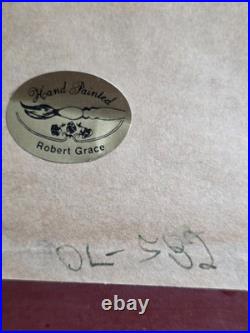 Hand Painted
Robert Grace
OL-582